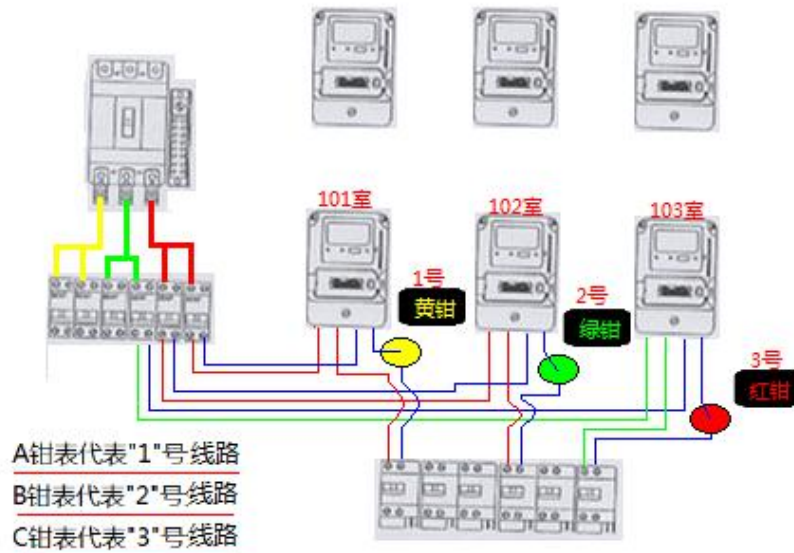 101室
102室
103室
1号
黄钳
2号
绿钳
3号
红钳
A钳表代表"1"号线路
B钳表代表"2"号线路
C钳表代表"3"号线路